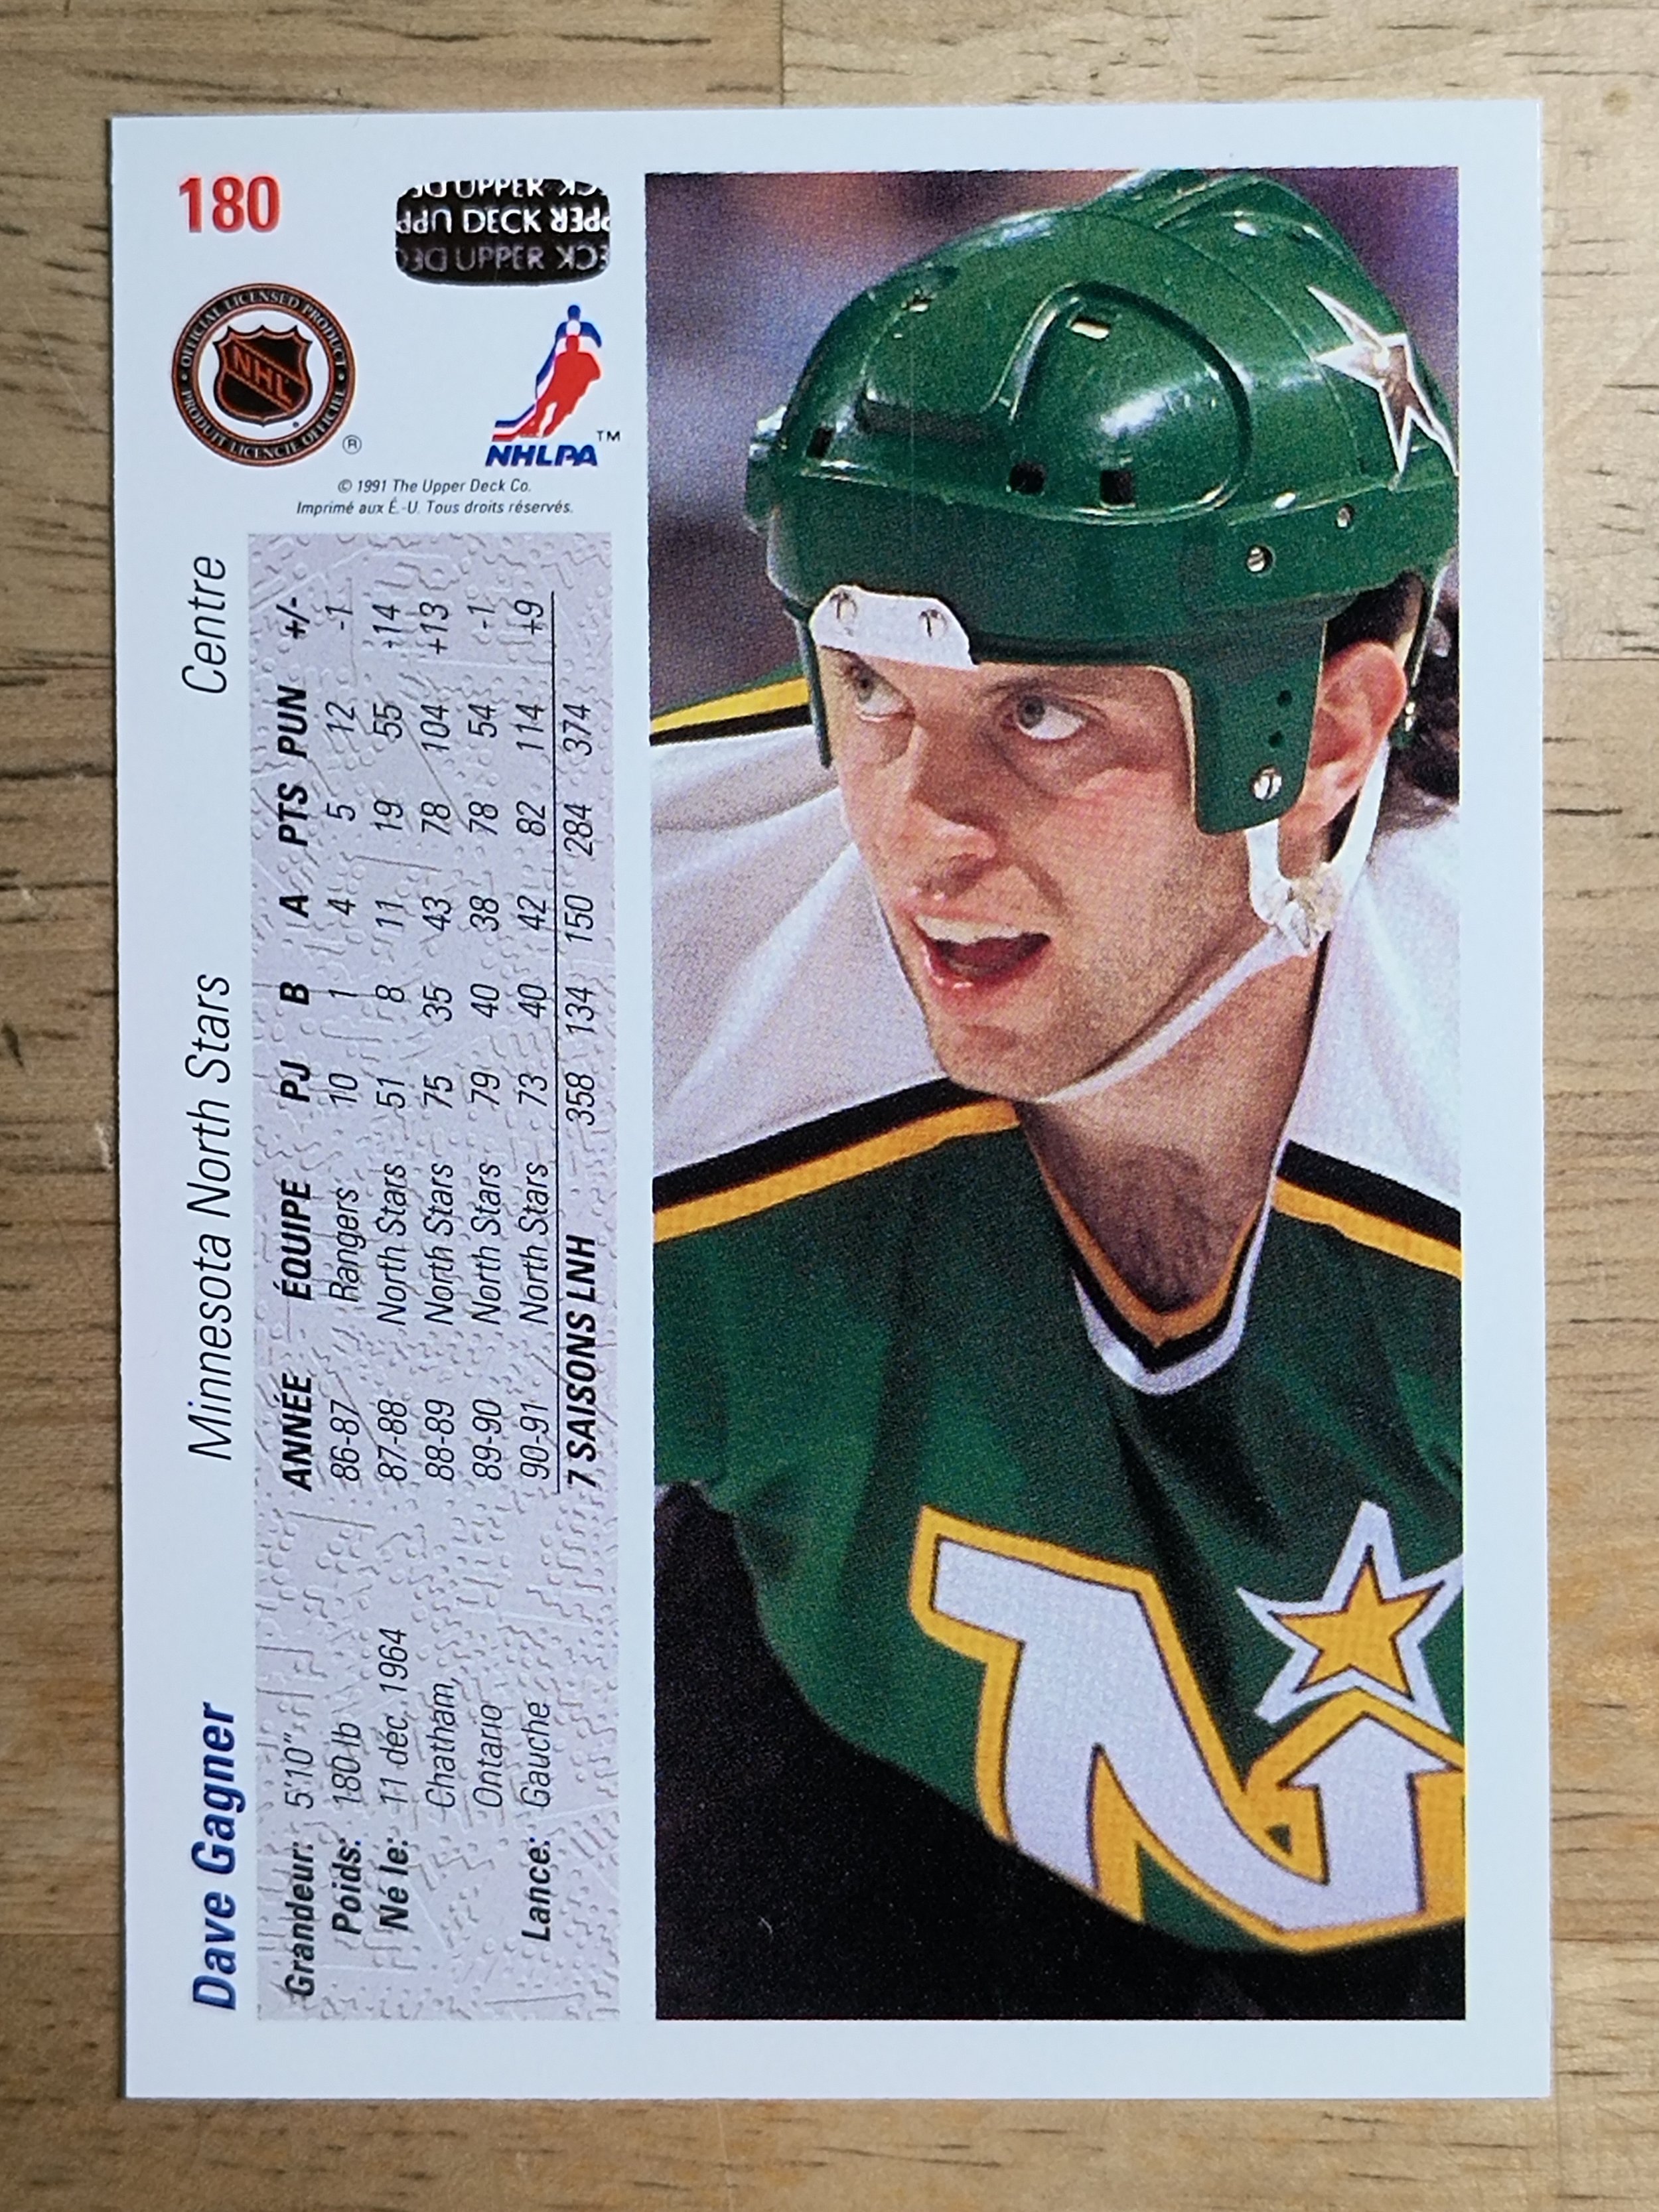 180
UPPER
UPP DECK
UPPER
OFFICIAL LICENSED PRODUCT
NHL
PRODUIT LICENCIÉ OFFICIEL
®
NHLPA™
© 1991 The Upper Deck Co.
Imprimé aux É.-U. Tous droits réservés.
Dave Gagner Minnesota North Stars Centre
Grandeur: 5'10"
Poids: 180 lb
Né le: 11 déc. 1964
Chatham,
Ontario
Lance: Gauche
ANNÉE ÉQUIPE PJ B A PTS PUN +/-
86-87 Rangers 10 1 4 5 12 -1
87-88 North Stars 51 8 11 19 55 +14
88-89 North Stars 75 35 43 78 104 +13
89-90 North Stars 79 40 38 78 54 -1
90-91 North Stars 73 40 42 82 114 +9
7 SAISONS LNH 358 134 150 284 374
N